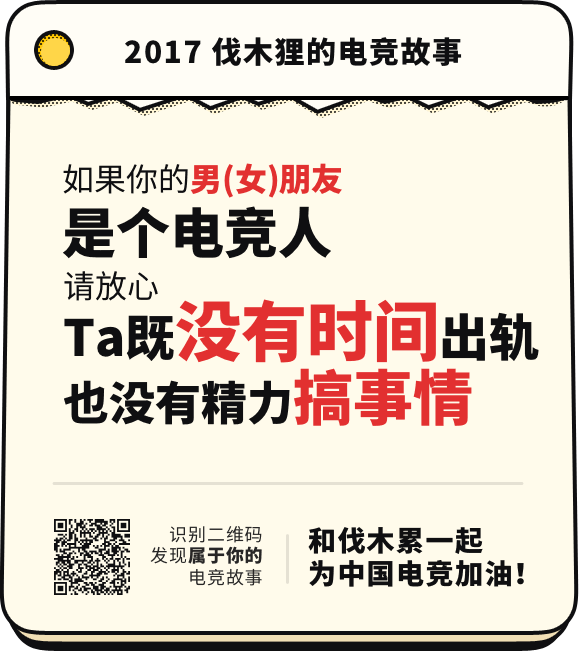 2017 伐木狸的电竞故事
如果你的男(女)朋友
是个电竞人
请放心
Ta既没有时间出轨
也没有精力搞事情
识别二维码
发现属于你的
电竞故事
和伐木累一起
为中国电竞加油!